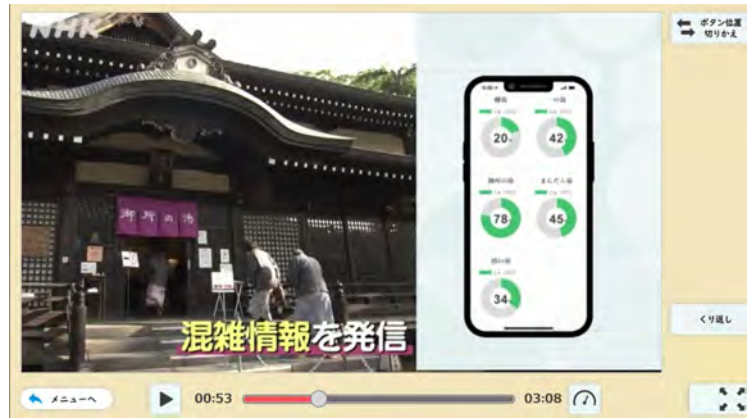 NHK
ボタン位置
切りかえ
20
42
78
45
34
御所の湯
混雑情報を発信
くり返し
メニューへ
00:53
03:08